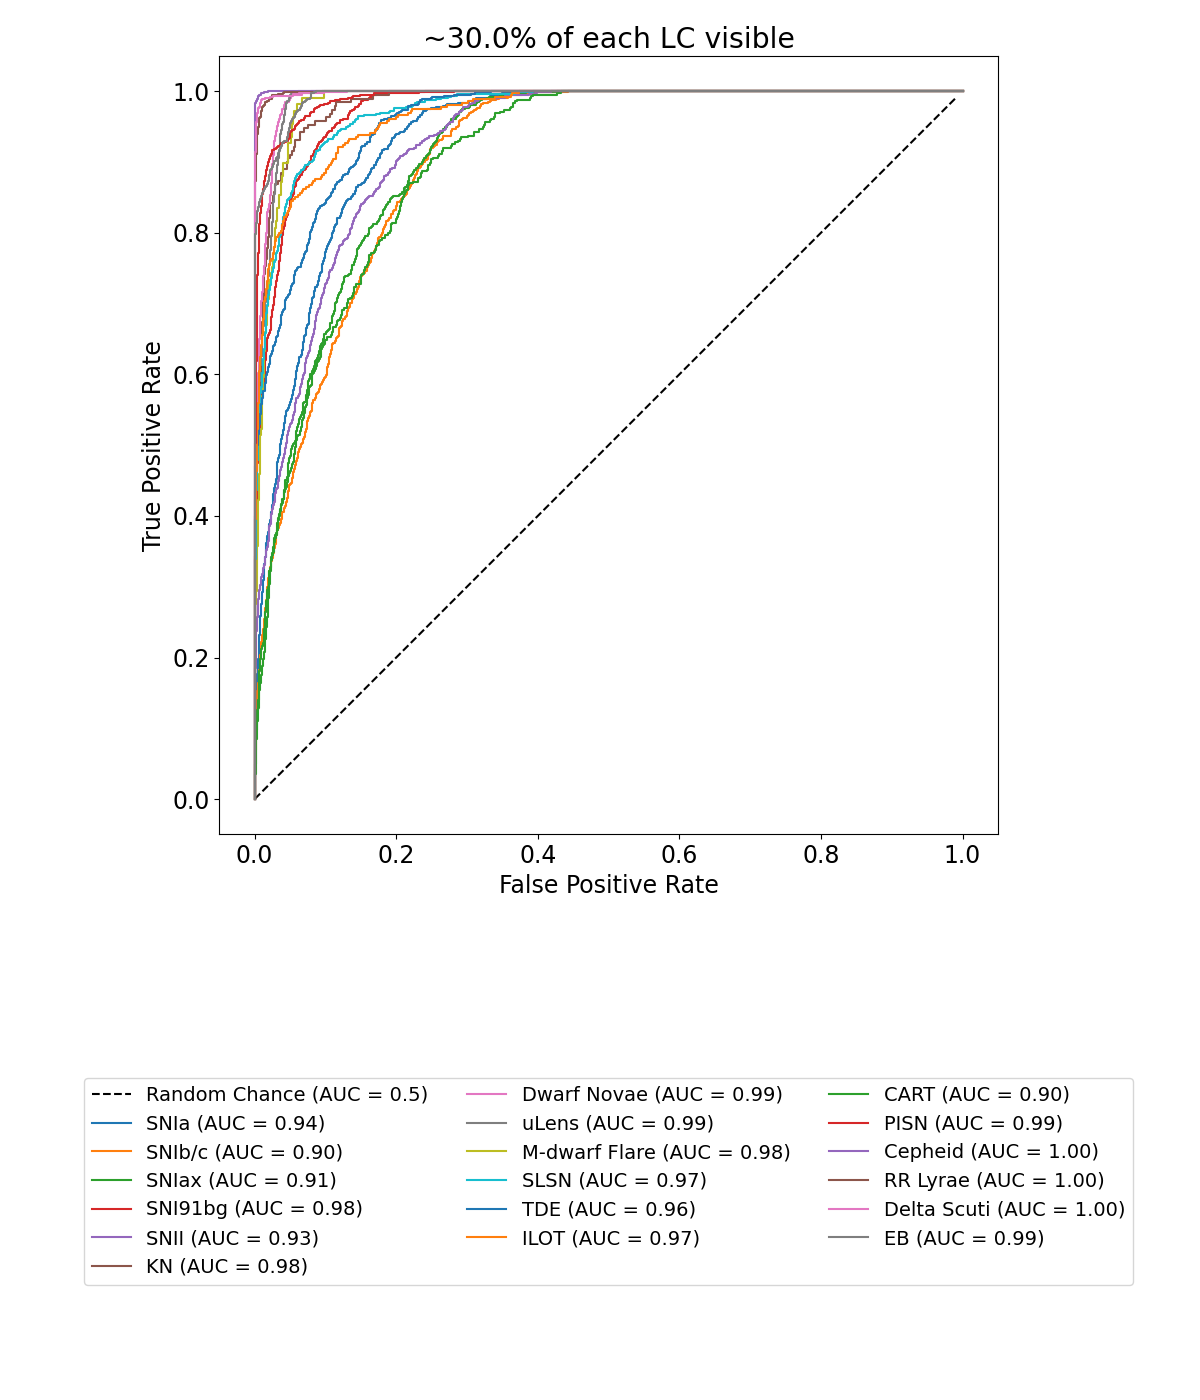 ~30.0% of each LC visible
1.0
0.8
0.6
0.4
0.2
0.0
True Positive Rate
0.0 0.2 0.4 0.6 0.8 1.0
False Positive Rate
Random Chance (AUC = 0.5)
SNIa (AUC = 0.94)
SNIb/c (AUC = 0.90)
SNIax (AUC = 0.91)
SNI91bg (AUC = 0.98)
SNII (AUC = 0.93)
KN (AUC = 0.98)
Dwarf Novae (AUC = 0.99)
uLens (AUC = 0.99)
M-dwarf Flare (AUC = 0.98)
SLSN (AUC = 0.97)
TDE (AUC = 0.96)
ILOT (AUC = 0.97)
CART (AUC = 0.90)
PISN (AUC = 0.99)
Cepheid (AUC = 1.00)
RR Lyrae (AUC = 1.00)
Delta Scuti (AUC = 1.00)
EB (AUC = 0.99)